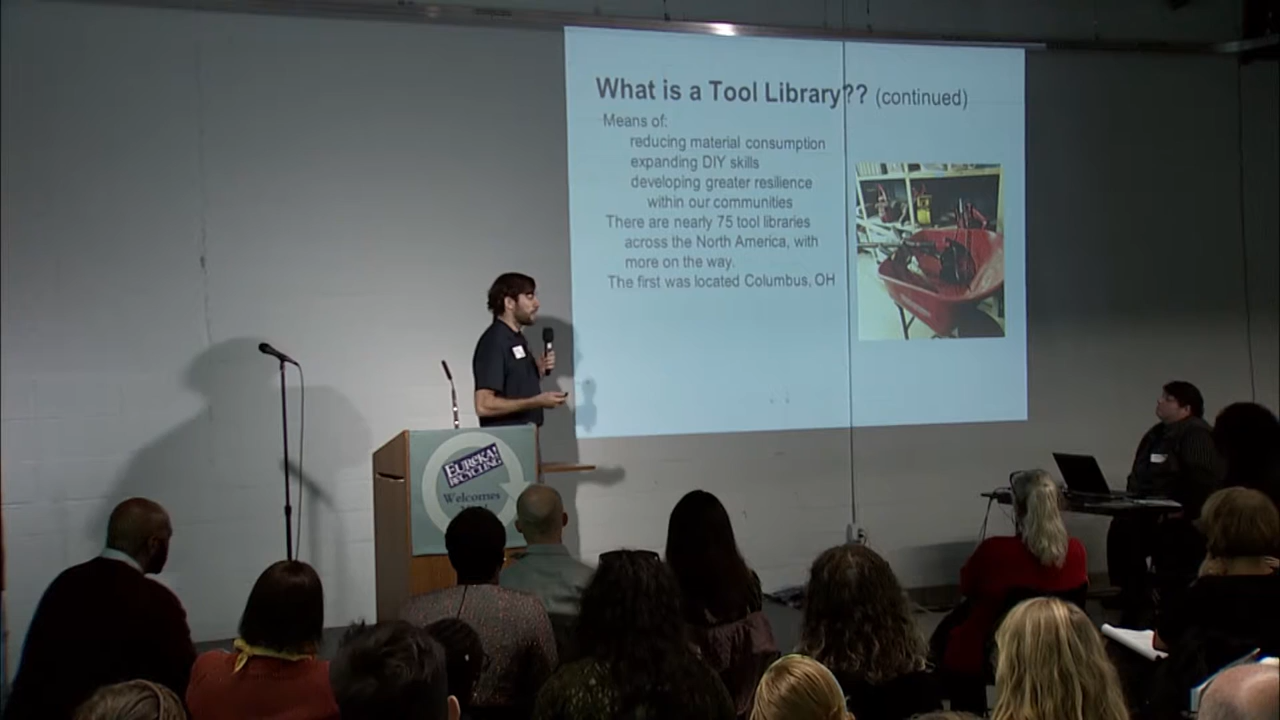 What is a Tool Library?? (continued)
Means of:
reducing material consumption
expanding DIY skills
developing greater resilience
within our communities
There are nearly 75 tool libraries
across the North America, with
more on the way.
The first was located Columbus, OH
EUREKA!
RECYCLING
Welcomes